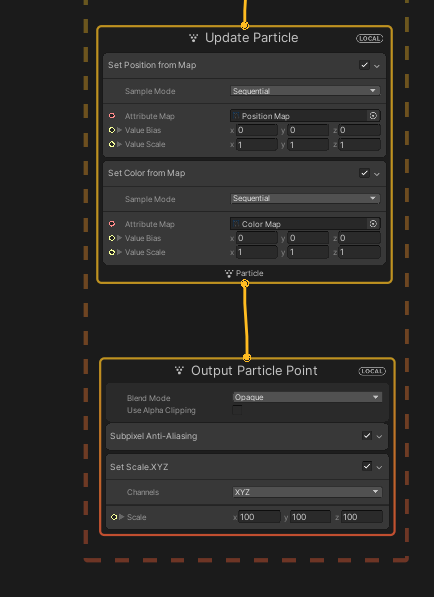 Update Particle LOCAL
Set Position from Map
Sample Mode Sequential
Attribute Map Position Map
Value Bias x 0 y 0 z 0
Value Scale x 1 y 1 z 1
Set Color from Map
Sample Mode Sequential
Attribute Map Color Map
Value Bias x 0 y 0 z 0
Value Scale x 1 y 1 z 1
Particle
Output Particle Point LOCAL
Blend Mode Opaque
Use Alpha Clipping
Subpixel Anti-Aliasing
Set Scale.XYZ
Channels XYZ
Scale x 100 y 100 z 100